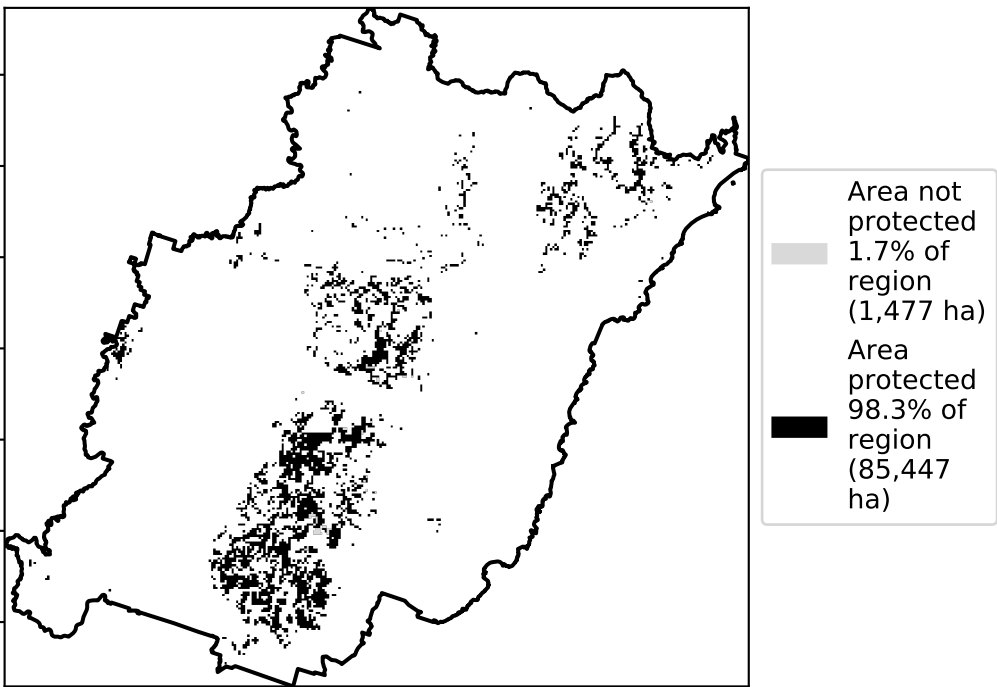 Area not
protected
1.7% of
region
(1,477 ha)
Area
protected
98.3% of
region
(85,447
ha)